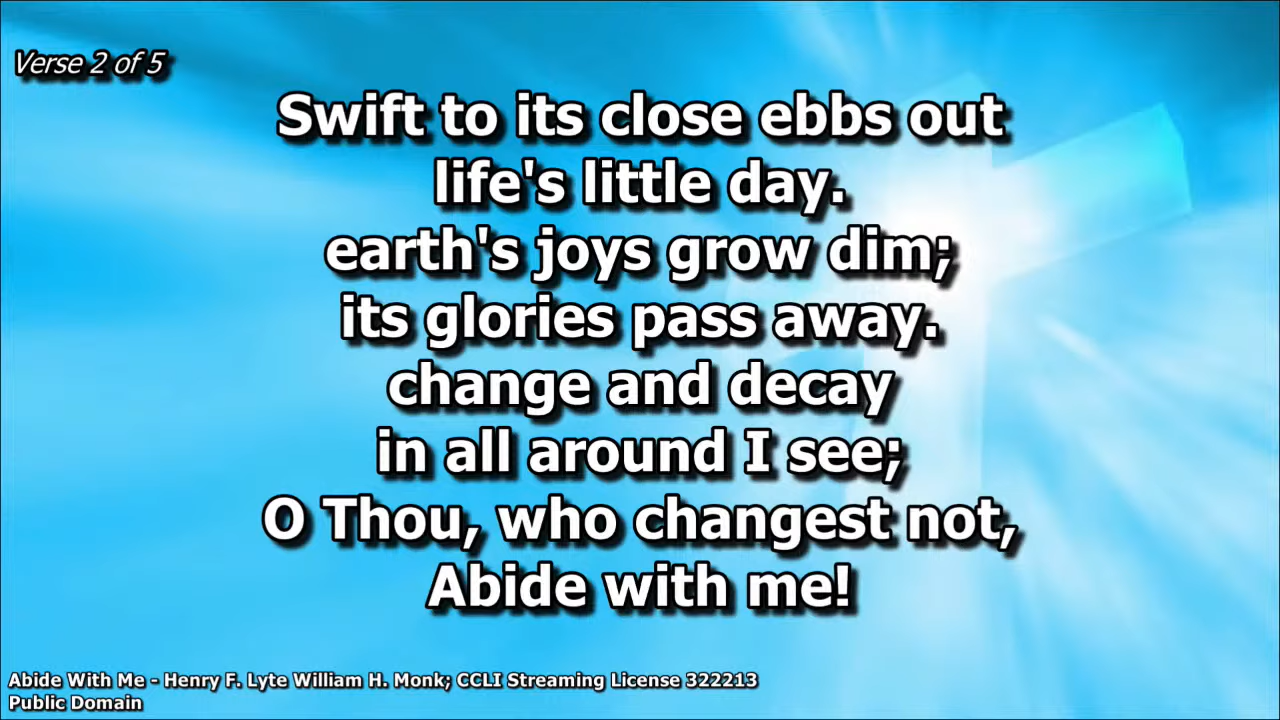 Verse 2 of 5
Swift to its close ebbs out
life's little day.
earth's joys grow dim;
its glories pass away.
change and decay
in all around I see;
O Thou, who changest not,
Abide with me!
Abide With Me - Henry F. Lyte William H. Monk; CCLI Streaming License 322213
Public Domain